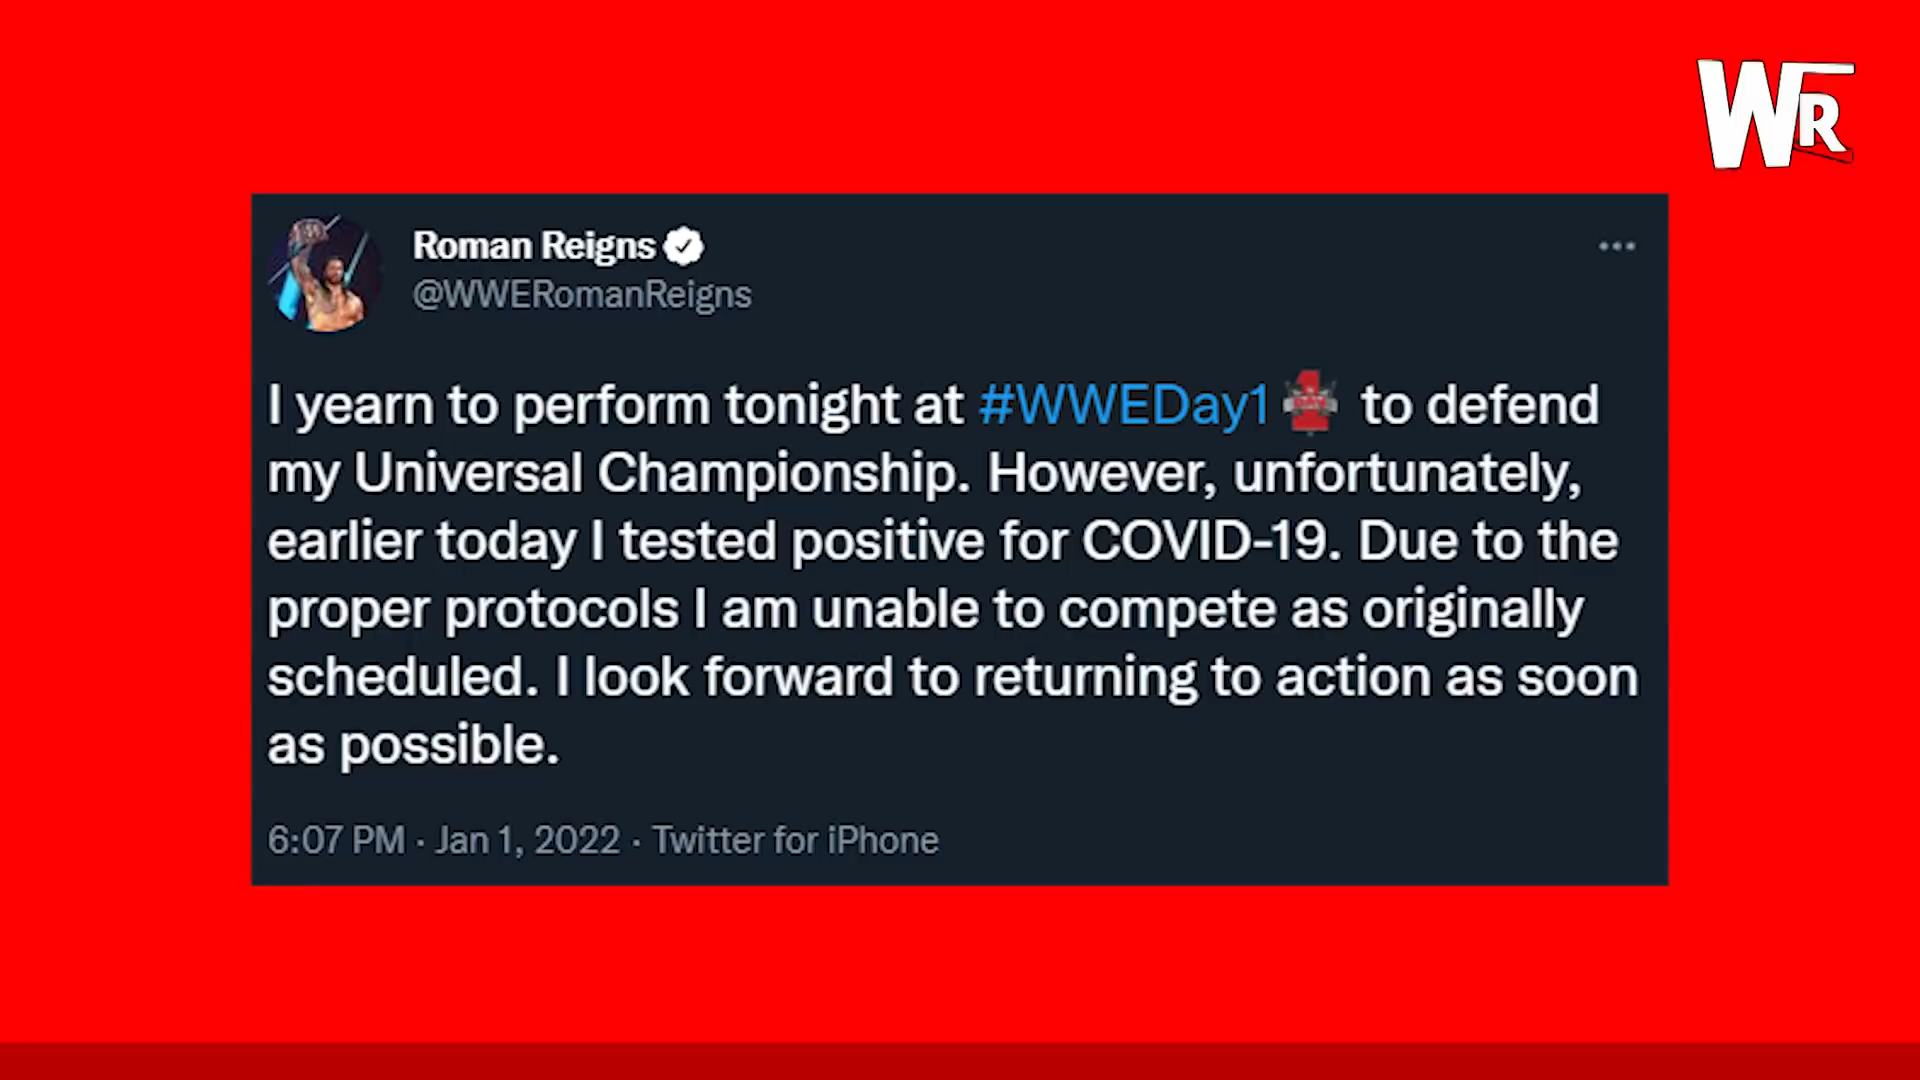 WR
Roman Reigns
@WWERomanReigns
I yearn to perform tonight at #WWEDay1 to defend
my Universal Championship. However, unfortunately,
earlier today I tested positive for COVID-19. Due to the
proper protocols I am unable to compete as originally
scheduled. I look forward to returning to action as soon
as possible.
6:07 PM · Jan 1, 2022 · Twitter for iPhone